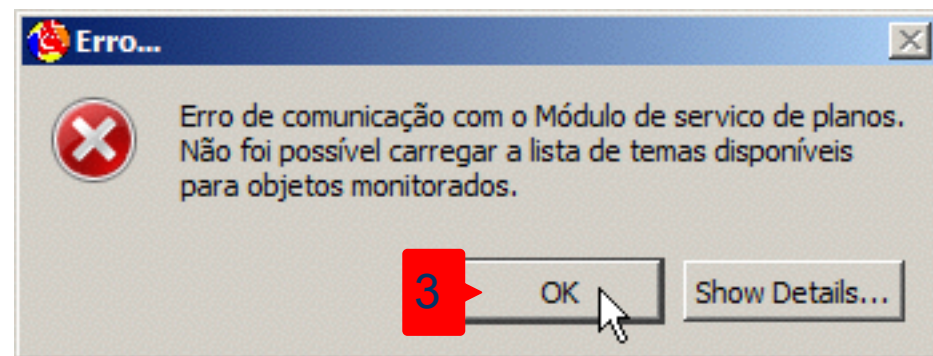 Erro...
Erro de comunicação com o Módulo de servico de planos.
Não foi possível carregar a lista de temas disponíveis
para objetos monitorados.
3
OK
Show Details...